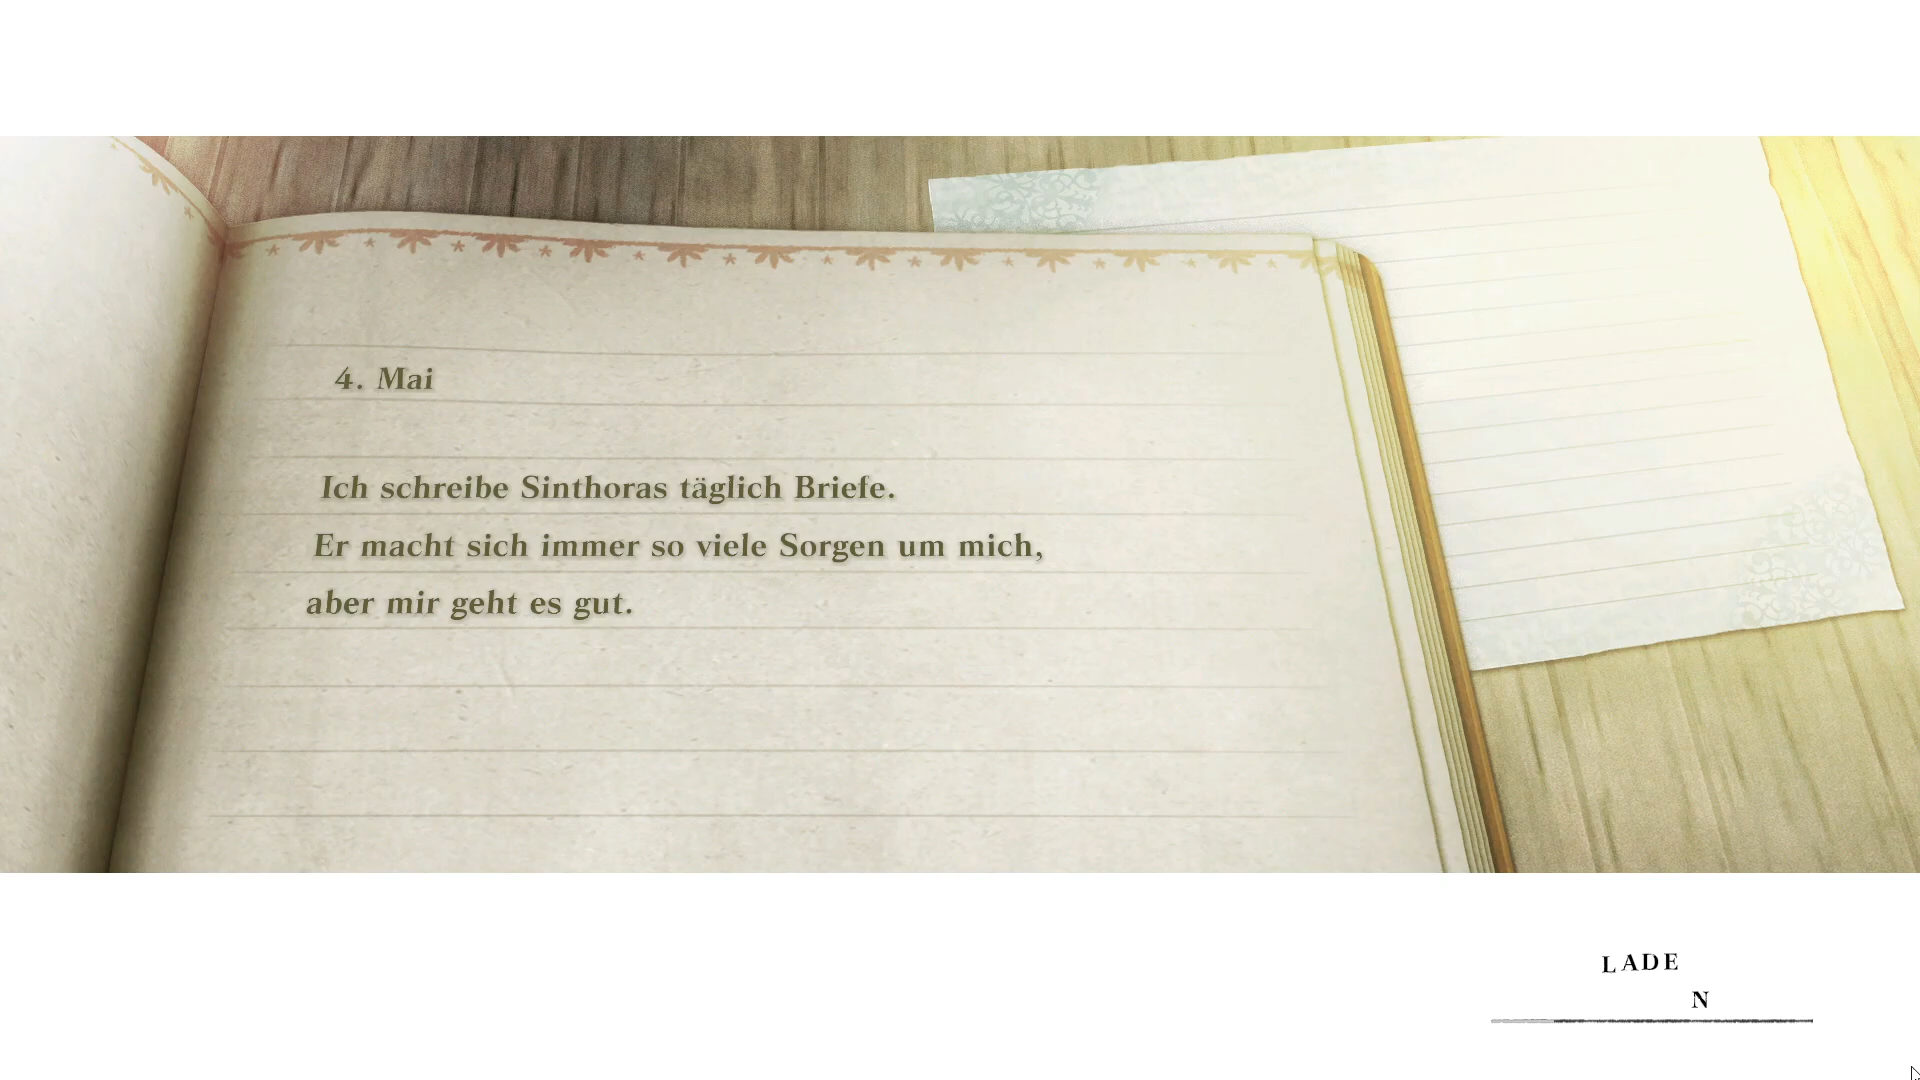 4. Mai
Ich schreibe Sinthoras täglich Briefe.
Er macht sich immer so viele Sorgen um mich,
aber mir geht es gut.
LADEN